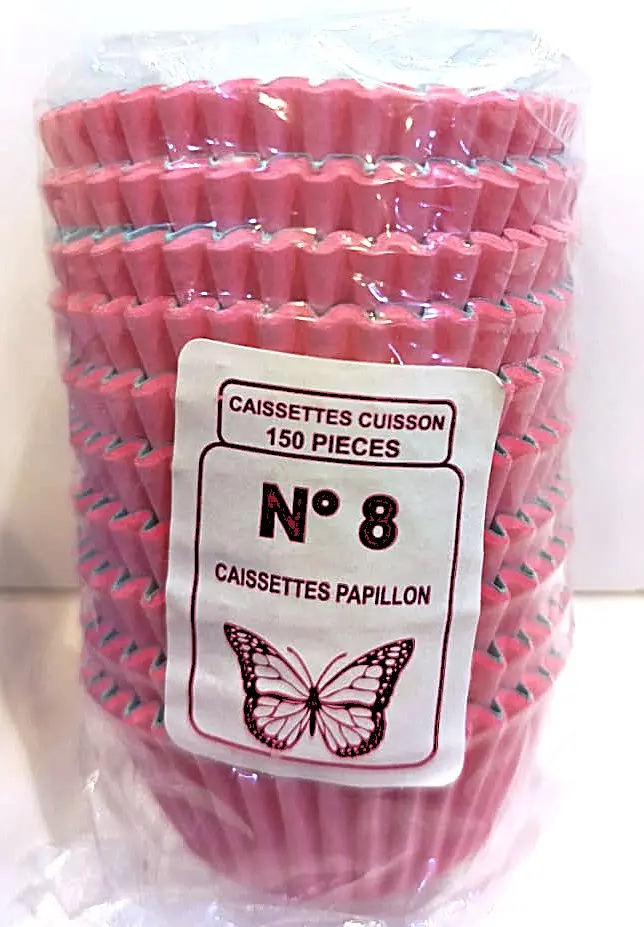 CAISSETTES CUISSON
150 PIECES
N° 8
CAISSETTES PAPILLON